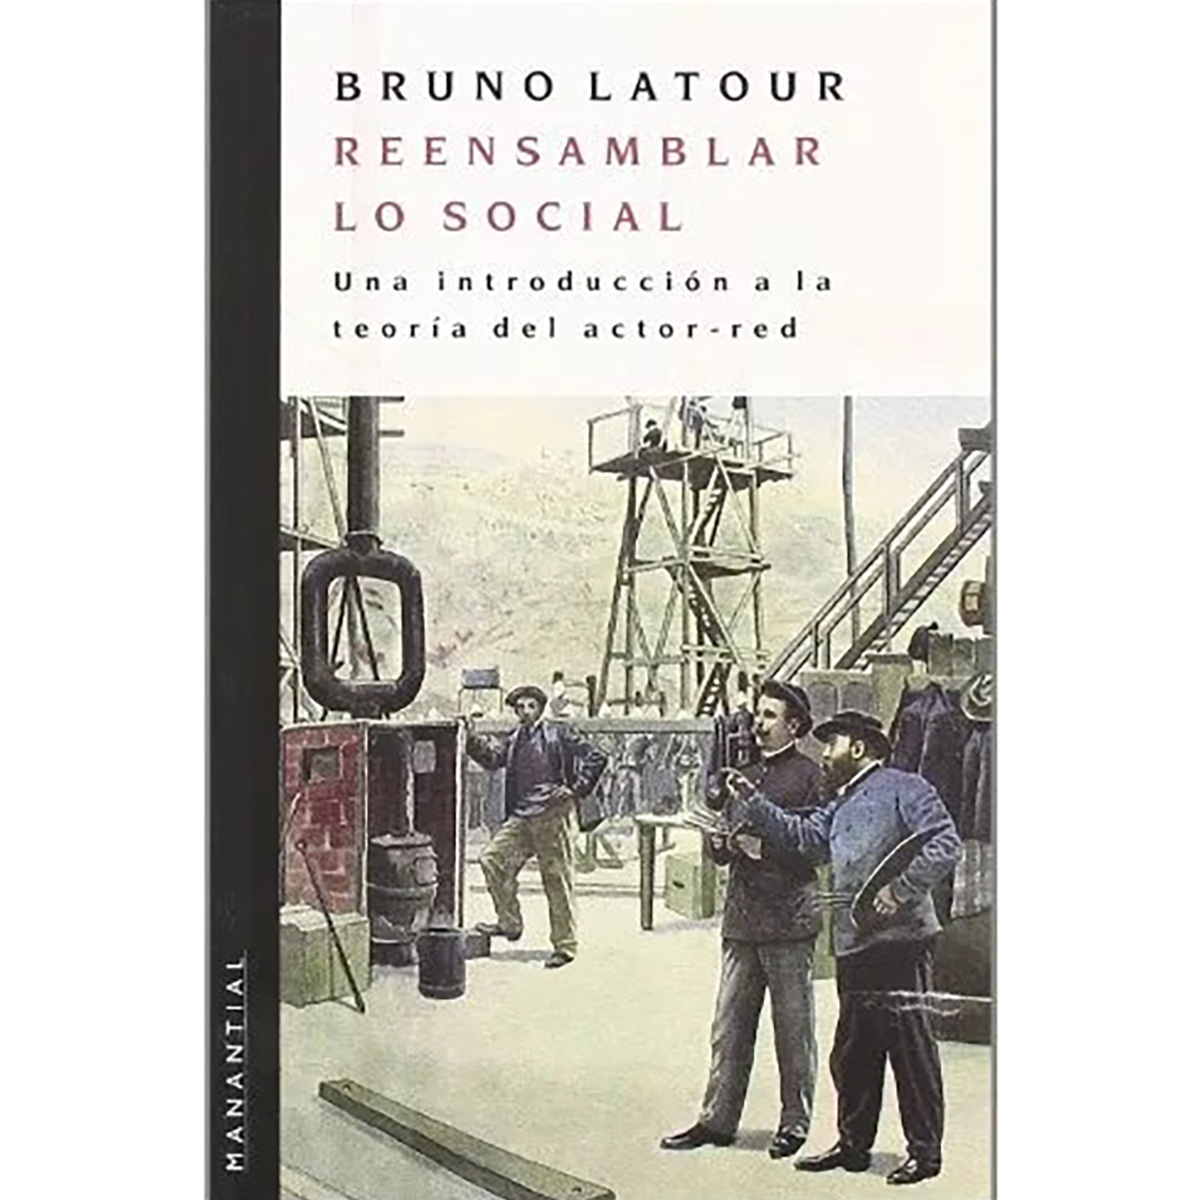 BRUNO LATOUR
REENSAMBLAR
LO SOCIAL
Una introducción a la
teoría del actor-red
MANANTIAL